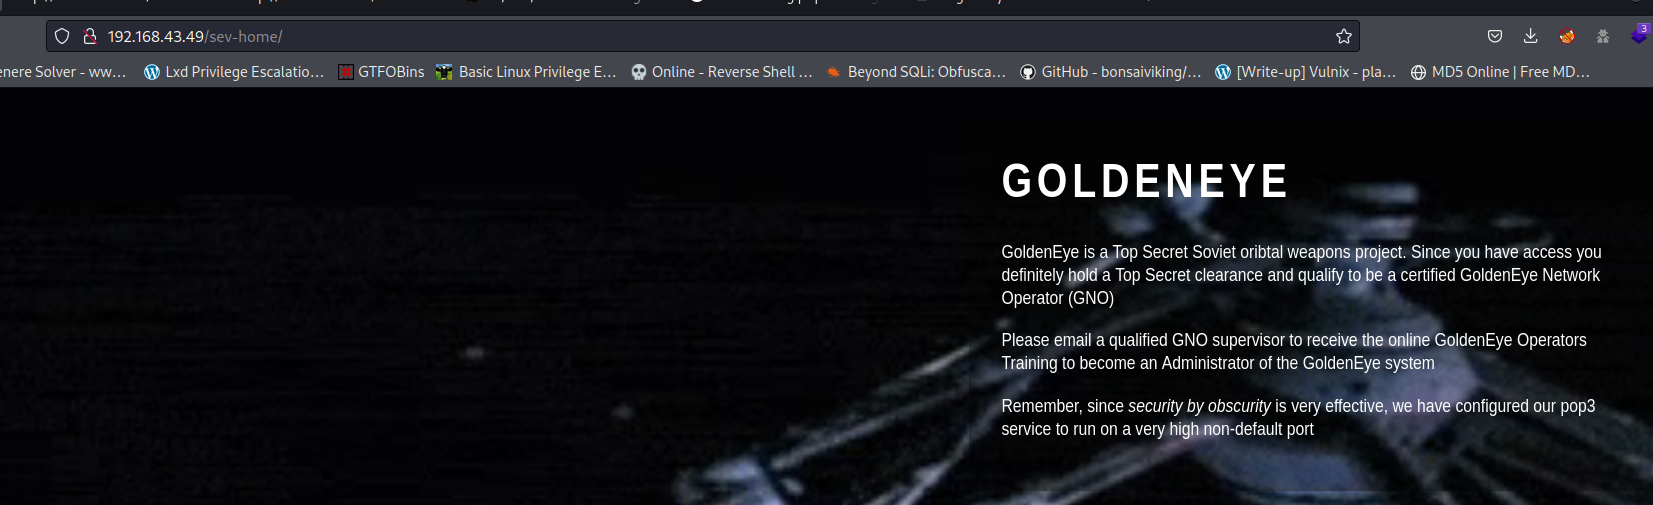 192.168.43.49/sev-home/
enere Solver - ww…
Lxd Privilege Escalatio…
GTFOBins
Basic Linux Privilege E…
Online - Reverse Shell …
Beyond SQLi: Obfusca…
GitHub - bonsaiviking/…
[Write-up] Vulnix - pla…
MD5 Online | Free MD…
3
GOLDENEYE
GoldenEye is a Top Secret Soviet oribtal weapons project. Since you have access you
definitely hold a Top Secret clearance and qualify to be a certified GoldenEye Network
Operator (GNO)
Please email a qualified GNO supervisor to receive the online GoldenEye Operators
Training to become an Administrator of the GoldenEye system
Remember, since security by obscurity is very effective, we have configured our pop3
service to run on a very high non-default port